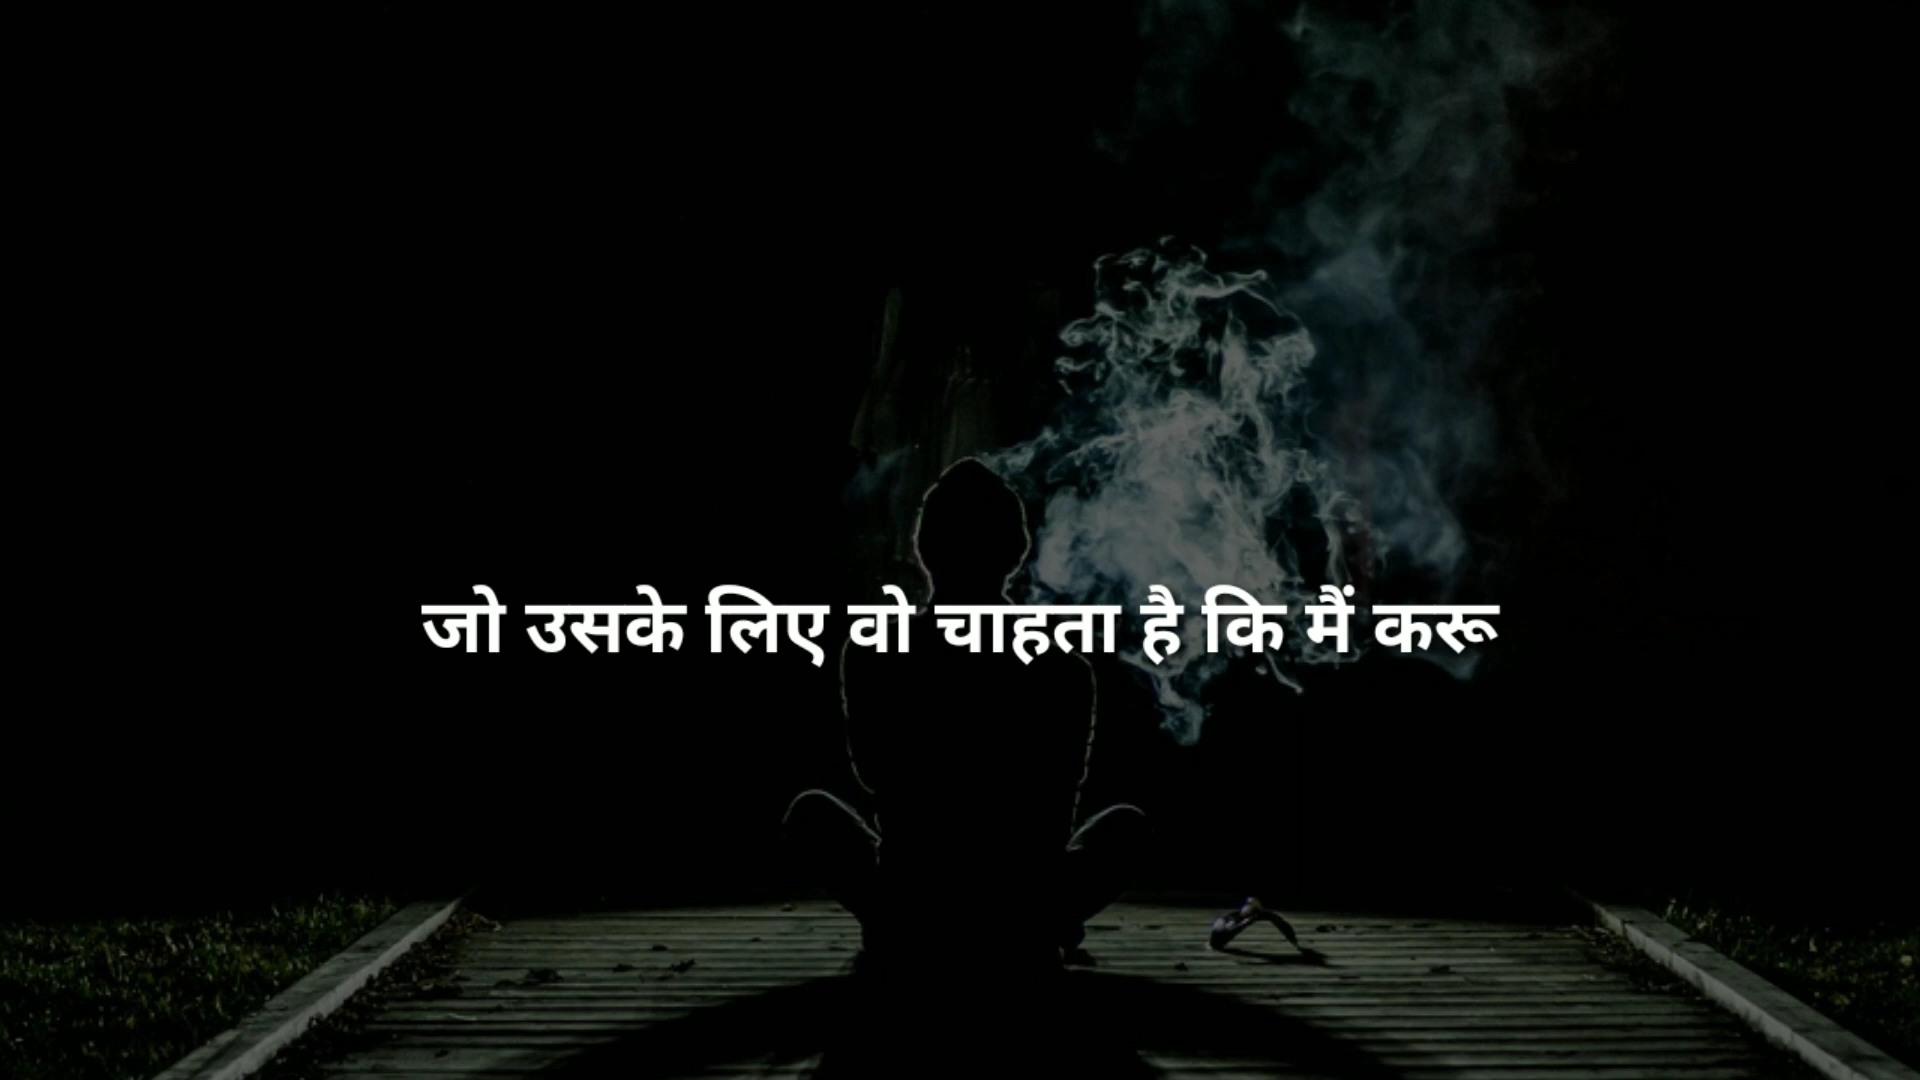 जो उसके लिए वो चाहता है कि मैं करू